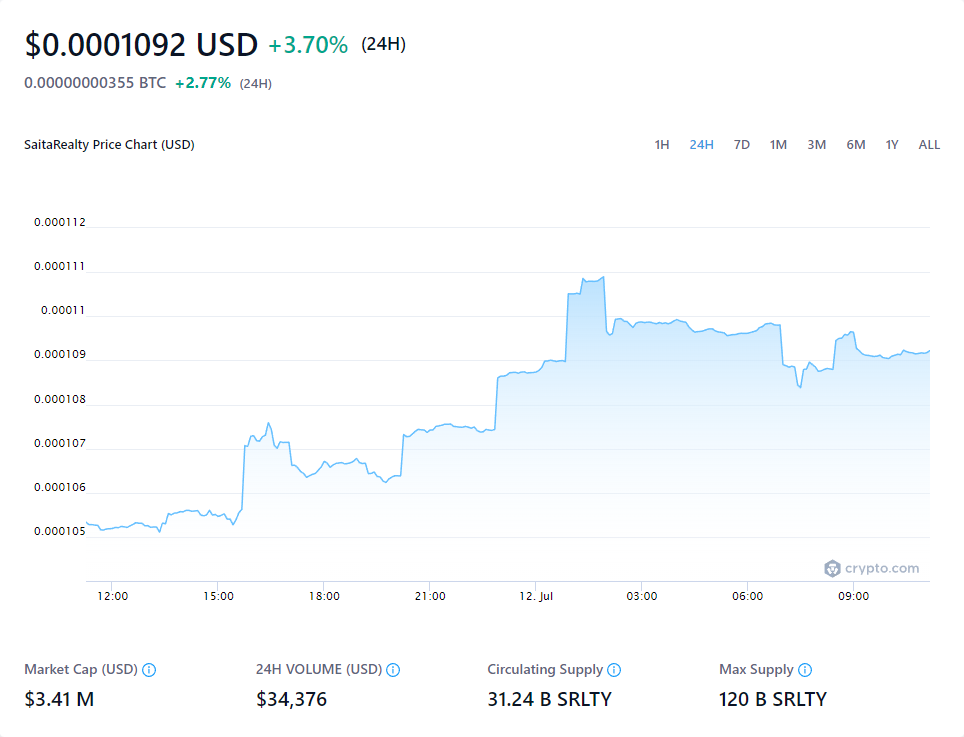 $0.0001092 USD +3.70% (24H)
0.00000000355 BTC +2.77% (24H)
SaitaRealty Price Chart (USD)
1H 24H 7D 1M 3M 6M 1Y ALL
0.000112
0.000111
0.00011
0.000109
0.000108
0.000107
0.000106
0.000105
crypto.com
12:00 15:00 18:00 21:00 12. Jul 03:00 06:00 09:00
Market Cap (USD) 24H VOLUME (USD) Circulating Supply Max Supply
$3.41 M $34,376 31.24 B SRLTY 120 B SRLTY